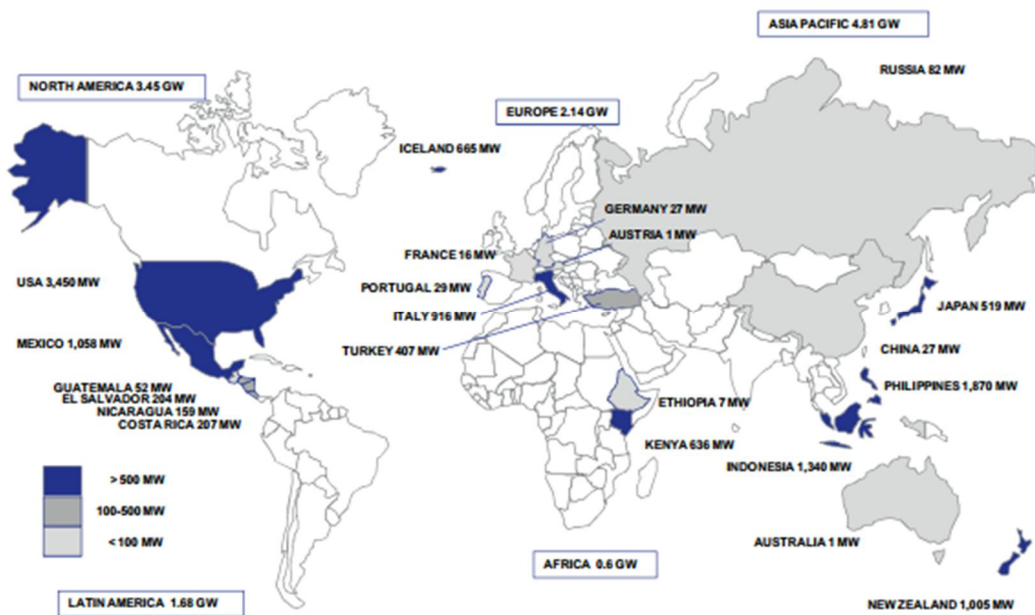 ASIA PACIFIC 4.81 GW
RUSSIA 82 MW
NORTH AMERICA 3.45 GW
EUROPE 2.14 GW
ICELAND 665 MW
GERMANY 27 MW
AUSTRIA 1 MW
FRANCE 16 MW
USA 3,450 MW
PORTUGAL 29 MW
JAPAN 519 MW
ITALY 916 MW
MEXICO 1,058 MW
TURKEY 407 MW
CHINA 27 MW
GUATEMALA 52 MW
EL SALVADOR 204 MW
NICARAGUA 159 MW
COSTA RICA 207 MW
PHILIPPINES 1,870 MW
ETHIOPIA 7 MW
KENYA 636 MW
INDONESIA 1,340 MW
> 500 MW
100-500 MW
< 100 MW
AUSTRALIA 1 MW
AFRICA 0.6 GW
LATIN AMERICA 1.68 GW
NEW ZEALAND 1,005 MW